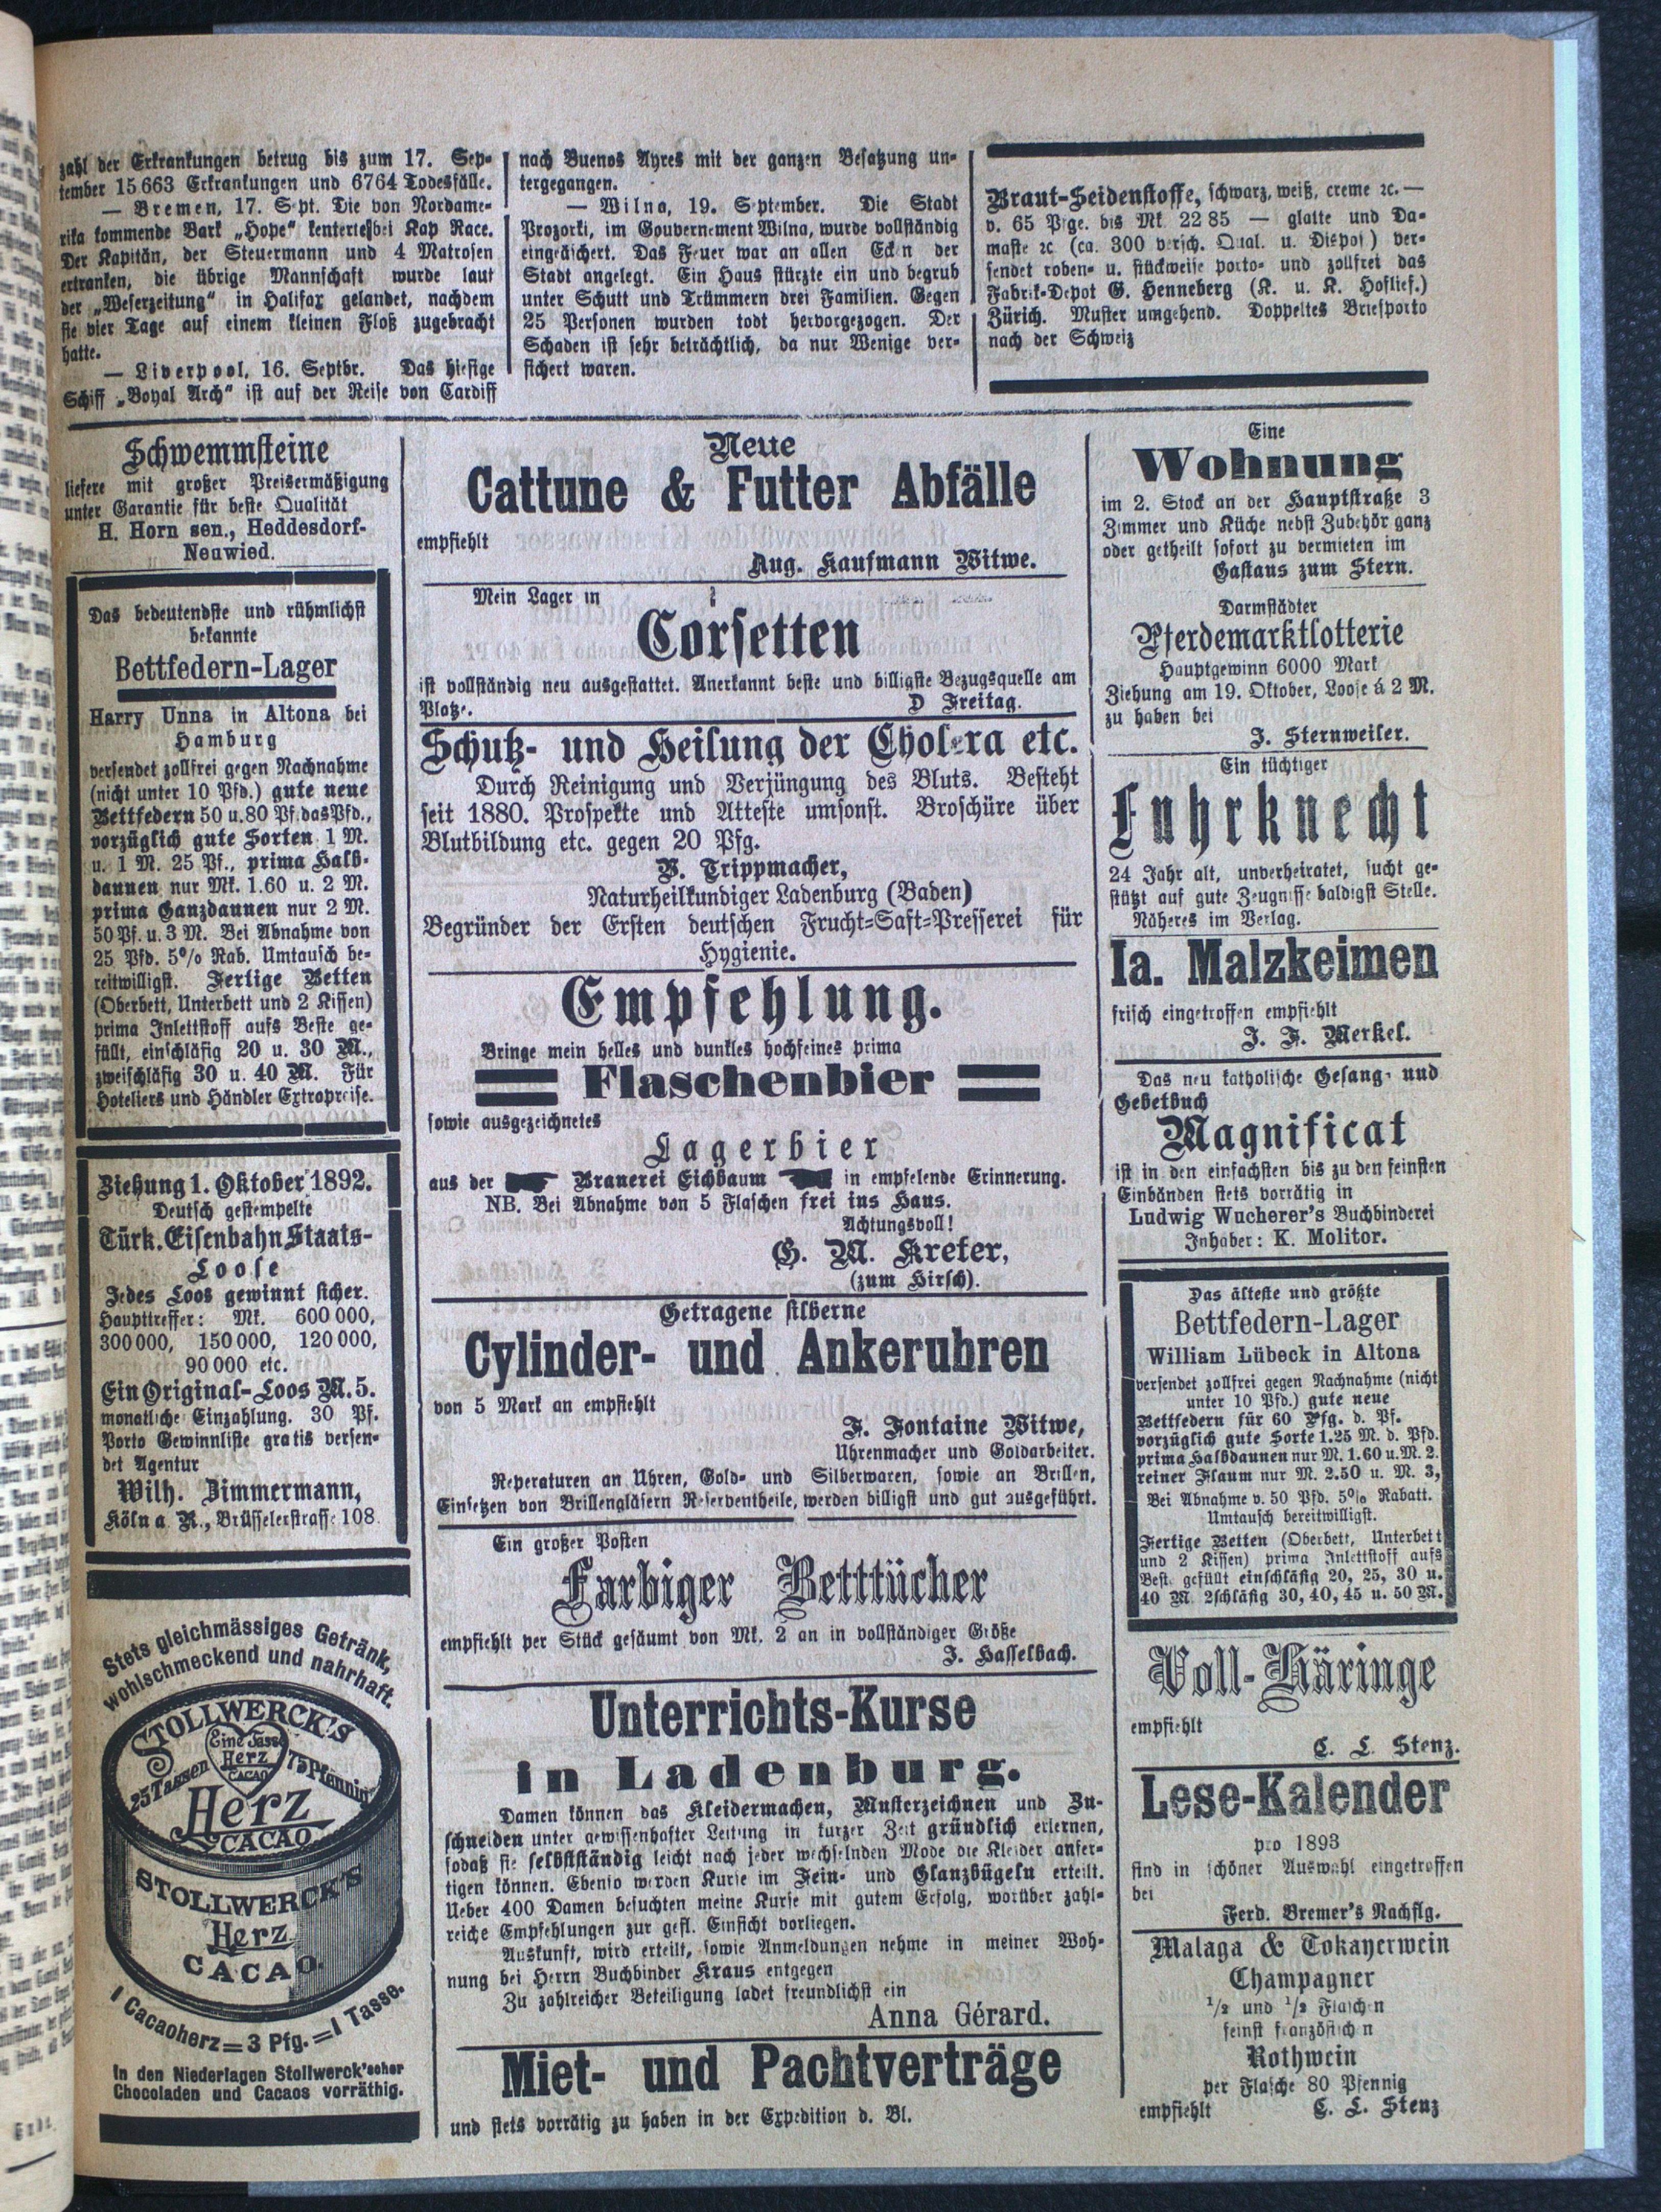 zahl der Erkrankungen betrug bis zum 17. Sep-
tember 15 663 Erkrankungen und 6764 Todesfälle.
— Bremen, 17. Sept. Die von Nordame-
rika kommende Bark „Hope“ kenterte bei Kap Race.
Der Kapitän, der Steuermann und 4 Matrosen
ertranken, die übrige Mannschaft wurde laut
der „Weserzeitung“ in Halifax gelandet, nachdem
sie vier Tage auf einem kleinen Floß zugebracht
hatte.
— Liverpool, 16. Septbr. Das hiesige
Schiff „Boyal Arch“ ist auf der Reise von Cardiff
nach Buenos Ayres mit der ganzen Besatzung un-
tergegangen.
— Wilna, 19. September. Die Stadt
Prozorki, im Gouvernement Wilna, wurde vollständig
eingeäschert. Das Feuer war an allen Ecken der
Stadt angelegt. Ein Haus stürzte ein und begrub
unter Schutt und Trümmern drei Familien. Gegen
25 Personen wurden todt hervorgezogen. Der
Schaden ist sehr beträchtlich, da nur Wenige ver-
sichert waren.
Braut-Seidenstoffe, schwarz, weiß, creme ꝛc. —
v. 65 Pfge. bis Mk. 22 85 — glatte und Da-
maste ꝛc (ca. 300 versch. Qual. u. Dispos) ver-
sendet roben- u. stückweise porto- und zollfrei das
Fabrik-Depot G. Henneberg (K. u. K. Hoflief.)
Zürich. Muster umgehend. Doppeltes Briefporto
nach der Schweiz
Schwemmsteine
liefere mit großer Preisermäßigung
unter Garantie für beste Qualität
H. Horn sen., Heddesdorf-
Neuwied.
Das bedeutendste und rühmlichst
bekannte
Bettfedern-Lager
Harry Unna in Altona bei
Hamburg
versendet zollfrei gegen Nachnahme
(nicht unter 10 Pfd.) gute neue
Bettfedern 50 u. 80 Pf. das Pfd.,
vorzüglich gute Sorten 1 M.
u. 1 M. 25 Pf., prima Halb-
daunen nur Mk. 1.60 u. 2 M.
prima Ganzdaunen nur 2 M.
50 Pf. u. 3 M. Bei Abnahme von
25 Pfd. 5% Rab. Umtausch be-
reitwilligst. Fertige Betten
(Oberbett, Unterbett und 2 Kissen)
prima Inlettstoff aufs Beste ge-
füllt, einschläfig 20 u. 30 M.,
zweischläfig 30 u. 40 M. Für
Hoteliers und Händler Extrapreise.
Ziehung 1. Oktober 1892.
Deutsch gestempelte
Türk. Eisenbahn Staats-
Loose
Jedes Loos gewinnt sicher.
Haupttreffer: Mk. 600 000,
300 000, 150 000, 120 000,
90 000 etc.
Ein Original-Loos M. 5.
monatliche Einzahlung. 30 Pf.
Porto Gewinnliste gratis versen-
det Agentur
Wilh. Zimmermann,
Köln a. R., Brüsselerstrasse 108
Stets gleichmässiges Getränk,
wohlschmeckend und nahrhaft.
STOLLWERCK'S
Eine Tasse
Herz
CACAO
25 Tassen 75 Pfennig
Herz
CACAO
STOLLWERCK'S
Herz
CACAO
1 Cacaoherz = 3 Pfg. = 1 Tasse.
In den Niederlagen Stollwerck'scher
Chocoladen und Cacaos vorräthig.
Neue
Cattune & Futter Abfälle
empfiehlt
Aug. Kaufmann Witwe.
Mein Lager in
Corsetten
ist vollständig neu ausgestattet. Anerkannt beste und billigste Bezugsquelle am
Platze. D Freitag.
Schutz- und Heilung der Cholera etc.
Durch Reinigung und Verjüngung des Bluts. Besteht
seit 1880. Prospekte und Atteste umsonst. Broschüre über
Blutbildung etc. gegen 20 Pfg.
B. Trippmacher,
Naturheilkundiger Ladenburg (Baden)
Begründer der Ersten deutschen Frucht-Saft-Presserei für
Hygienie.
Empfehlung.
Bringe mein helles und dunkles hochfeines prima
Flaschenbier
sowie ausgezeichnetes
Lagerbier
aus der Brauerei Eichbaum in empfelende Erinnerung.
NB. Bei Abnahme von 5 Flaschen frei ins Haus.
Achtungsvoll!
G. M. Kreter,
(zum Hirsch).
Getragene silberne
Cylinder- und Ankeruhren
von 5 Mark an empfiehlt
F. Fontaine Witwe,
Uhrenmacher und Goldarbeiter.
Reperaturen an Uhren, Gold- und Silberwaren, sowie an Brillen,
Einsetzen von Brillengläsern Reserventheile, werden billigst und gut ausgeführt.
Ein großer Posten
Farbiger Betttücher
empfiehlt per Stück gesäumt von Mk. 2 an in vollständiger Größe
J. Hasselbach.
Unterrichts-Kurse
in Ladenburg.
Damen können das Kleidermachen, Musterzeichnen und Zu-
schneiden unter gewissenhafter Leitung in kurzer Zeit gründlich erlernen,
sodaß sie selbstständig leicht nach jeder wechselnden Mode die Kleider anfer-
tigen können. Ebenso werden Kurse im Fein- und Glanzbügeln erteilt.
Ueber 400 Damen besuchten meine Kurse mit gutem Erfolg, worüber zahl-
reiche Empfehlungen zur gefl. Einsicht vorliegen.
Auskunft, wird erteilt, sowie Anmeldungen nehme in meiner Woh-
nung bei Herrn Buchbinder Kraus entgegen
Zu zahlreicher Beteiligung ladet freundlichst ein
Anna Gérard.
Miet- und Pachtverträge
und stets vorrätig zu haben in der Expedition d. Bl.
Eine
Wohnung
im 2. Stock an der Hauptstraße 3
Zimmer und Küche nebst Zubehör ganz
oder getheilt sofort zu vermieten im
Gastaus zum Stern.
Darmstädter
Pferdemarktlotterie
Hauptgewinn 6000 Mark
Ziehung am 19. Oktober, Loose á 2 M.
zu haben bei
J. Sternweiler.
Ein tüchtiger
Fuhrknecht
24 Jahr alt, unverheiratet, sucht ge-
stützt auf gute Zeugnisse baldigst Stelle.
Näheres im Verlag.
Ia. Malzkeimen
frisch eingetroffen empfiehlt
J. F. Merkel.
Das neu katholische Gesang- und
Gebetbuch
Magnificat
ist in den einfachsten bis zu den feinsten
Einbänden stets vorrätig in
Ludwig Wucherer's Buchbinderei
Inhaber: K. Molitor.
Das älteste und größte
Bettfedern-Lager
William Lübeck in Altona
versendet zollfrei gegen Nachnahme (nicht
unter 10 Pfd.) gute neue
Bettfedern für 60 Pfg. d. Pf.
vorzüglich gute Sorte 1.25 M. d. Pfd.
prima Halbdaunen nur M. 1.60 u. M. 2.
reiner Flaum nur M. 2.50 u. M. 3,
Bei Abnahme v. 50 Pfd. 5% Rabatt.
Umtausch bereitwilligst.
Fertige Betten (Oberbett, Unterbett
und 2 Kissen) prima Inlettstoff aufs
Beste gefüllt einschläfig 20, 25, 30 u.
40 M. 2schläfig 30, 40, 45 u. 50 M.
Voll-Häringe
empfiehlt
C. L. Stenz.
Lese-Kalender
pro 1893
sind in schöner Auswahl eingetroffen
bei
Ferd. Bremer's Nachflg.
Malaga & Tokayerwein
Champagner
1/2 und 1/2 Flaschen
feinst französischen
Rothwein
per Flasche 80 Pfennig
empfiehlt C. L. Stenz